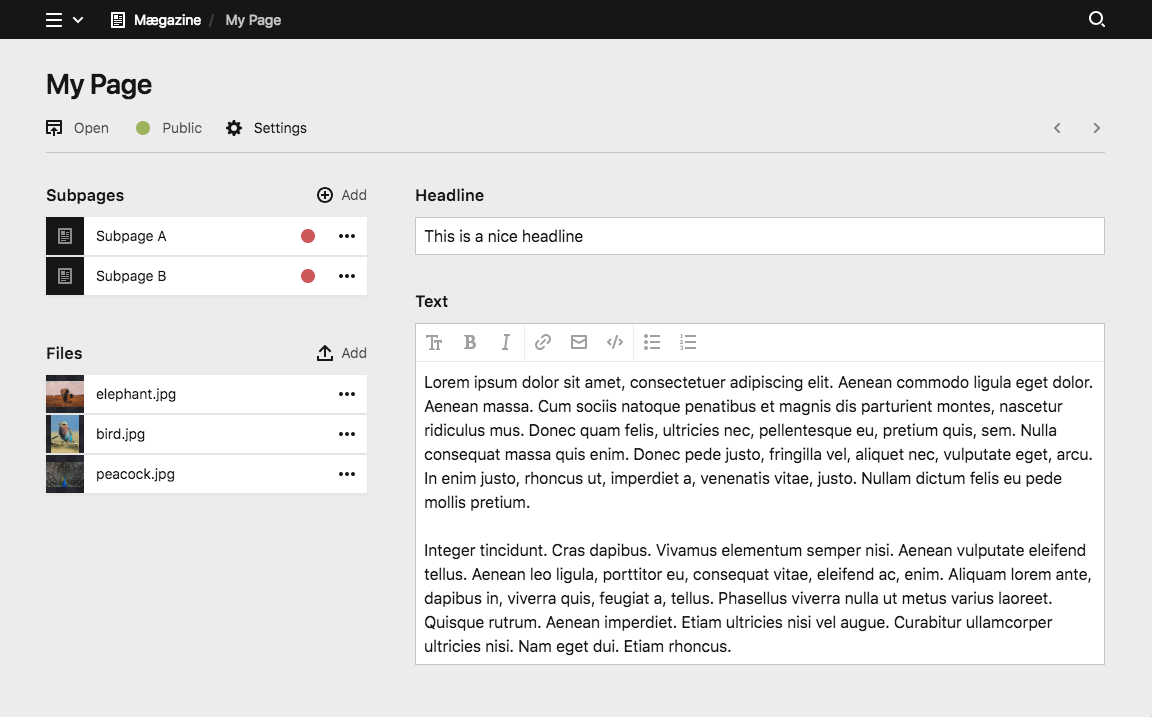 Mægazine / My Page
My Page
Open Public Settings
Subpages Add
Subpage A
Subpage B
Files Add
elephant.jpg
bird.jpg
peacock.jpg
Headline
This is a nice headline
Text
Lorem ipsum dolor sit amet, consectetuer adipiscing elit. Aenean commodo ligula eget dolor.
Aenean massa. Cum sociis natoque penatibus et magnis dis parturient montes, nascetur
ridiculus mus. Donec quam felis, ultricies nec, pellentesque eu, pretium quis, sem. Nulla
consequat massa quis enim. Donec pede justo, fringilla vel, aliquet nec, vulputate eget, arcu.
In enim justo, rhoncus ut, imperdiet a, venenatis vitae, justo. Nullam dictum felis eu pede
mollis pretium.
Integer tincidunt. Cras dapibus. Vivamus elementum semper nisi. Aenean vulputate eleifend
tellus. Aenean leo ligula, porttitor eu, consequat vitae, eleifend ac, enim. Aliquam lorem ante,
dapibus in, viverra quis, feugiat a, tellus. Phasellus viverra nulla ut metus varius laoreet.
Quisque rutrum. Aenean imperdiet. Etiam ultricies nisi vel augue. Curabitur ullamcorper
ultricies nisi. Nam eget dui. Etiam rhoncus.